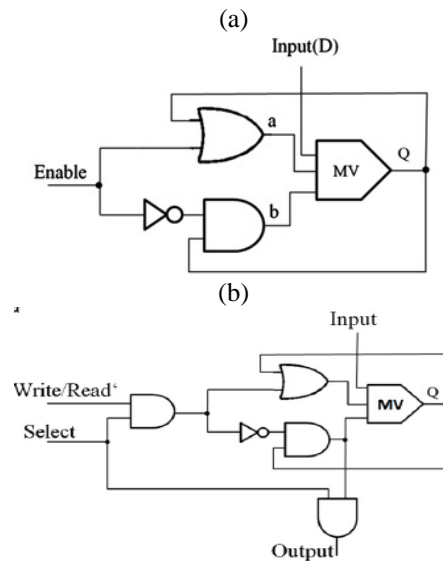 (a)
Input(D)
a
Q
MV
Enable
b
(b)
Input
Write/Read'
Q
MV
Select
Output